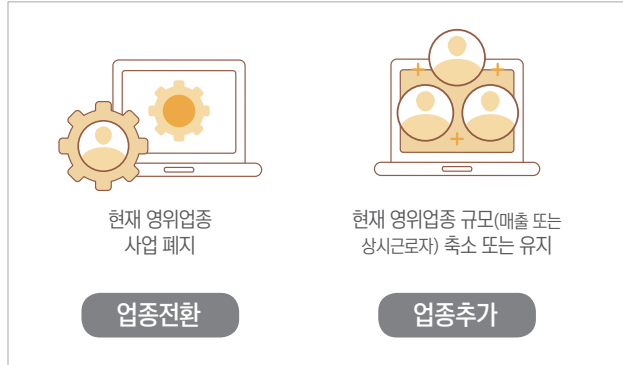 현재 영위업종
사업 폐지
업종전환
현재 영위업종 규모(매출 또는
상시근로자) 축소 또는 유지
업종추가